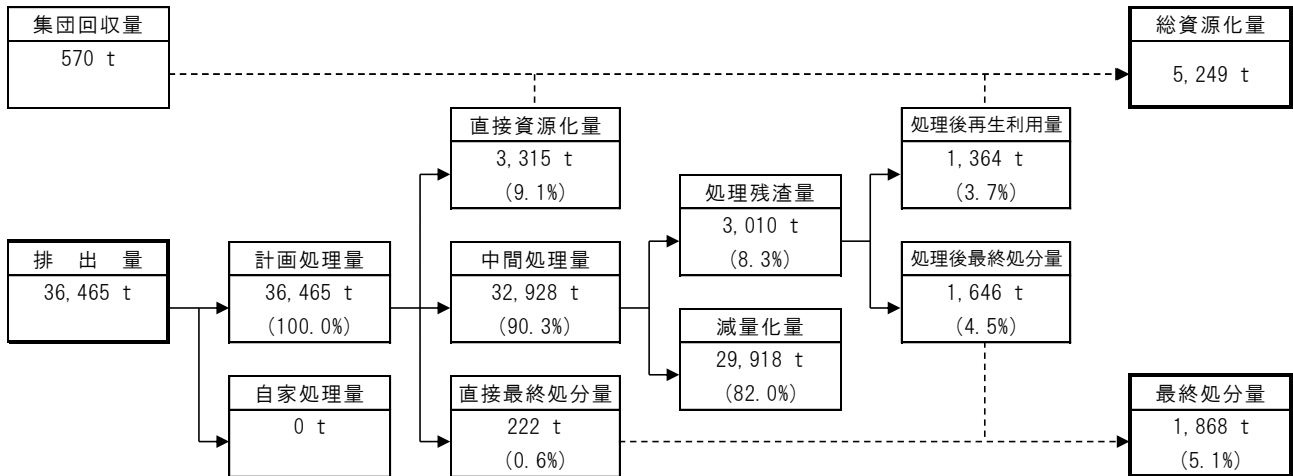 集団回収量
570 t
総資源化量
5,249 t
直接資源化量
3,315 t
(9.1%)
処理後再生利用量
1,364 t
(3.7%)
処理残渣量
3,010 t
(8.3%)
排 出 量
36,465 t
計画処理量
36,465 t
(100.0%)
中間処理量
32,928 t
(90.3%)
処理後最終処分量
1,646 t
(4.5%)
減量化量
29,918 t
(82.0%)
自家処理量
0 t
直接最終処分量
222 t
(0.6%)
最終処分量
1,868 t
(5.1%)